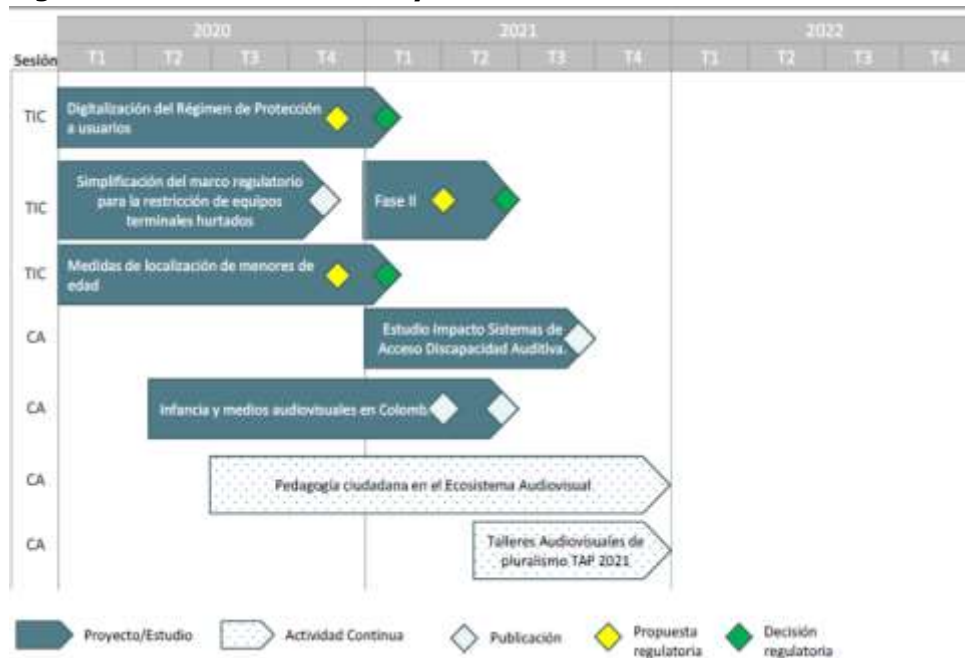 2020 2021 2022
Sesión T1 T2 T3 T4 T1 T2 T3 T4 T1 T2 T3 T4
TIC
Digitalización del Régimen de Protección
a usuarios
TIC
Simplificación del marco regulatorio
para la restricción de equipos
terminales hurtados
Fase II
TIC
Medidas de localización de menores de
edad
CA
Estudio Impacto Sistemas de
Acceso Discapacidad Auditiva.
CA
Infancia y medios audiovisuales en Colomb
CA
Pedagogía ciudadana en el Ecosistema Audiovisual
CA
Talleres Audiovisuales de
pluralismo TAP 2021
Proyecto/Estudio
Actividad Continua
Publicación
Propuesta
regulatoria
Decisión
regulatoria